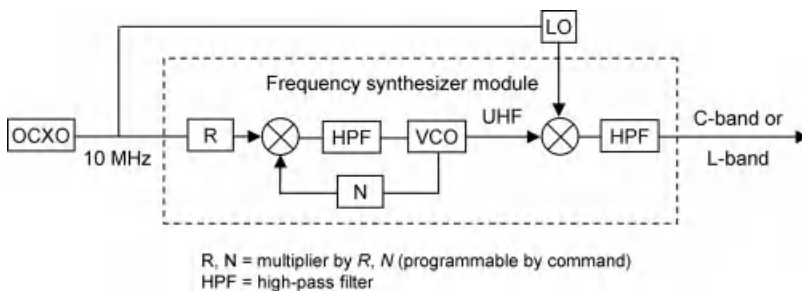 LO
Frequency synthesizer module
OCXO
10 MHz
R
HPF
VCO
N
UHF
HPF
C-band or
L-band
R, N = multiplier by R, N (programmable by command)
HPF = high-pass filter